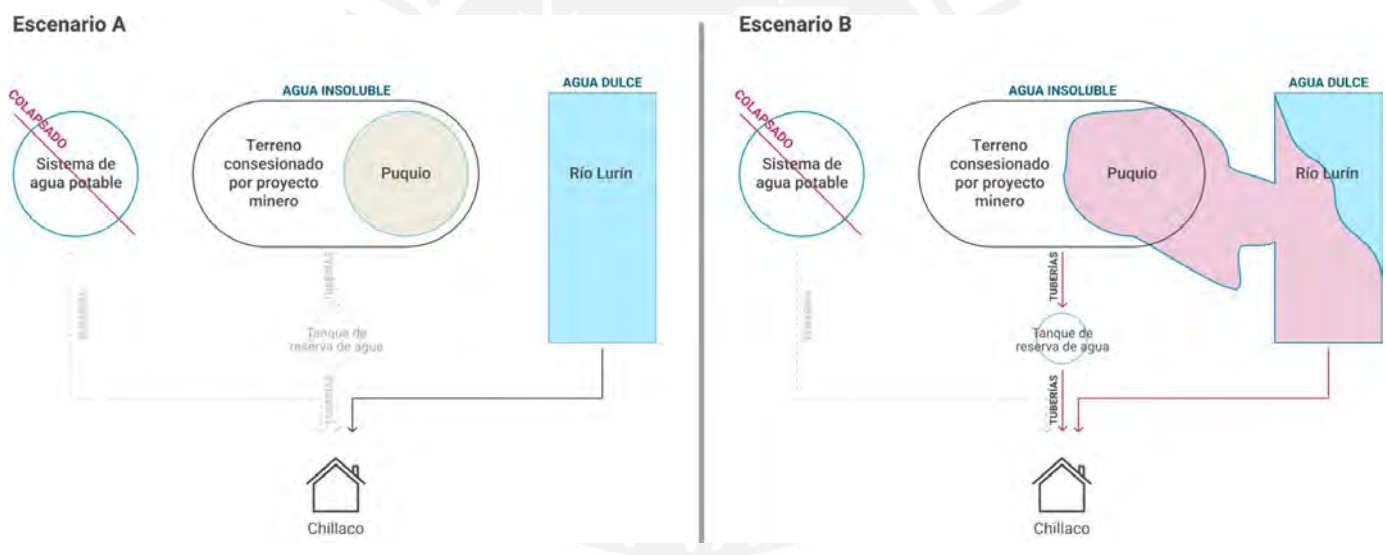 Escenario A
COLAPSADO
Sistema de
agua potable
AGUA INSOLUBLE
Terreno
consesionado
por proyecto
minero
Puquio
AGUA DULCE
Río Lurín
TUBERÍAS
TUBERÍAS
Tanque de
reserva de agua
TUBERÍAS
Chillaco
Escenario B
COLAPSADO
Sistema de
agua potable
AGUA INSOLUBLE
Terreno
consesionado
por proyecto
minero
Puquio
AGUA DULCE
Río Lurín
TUBERÍAS
TUBERÍAS
Tanque de
reserva de agua
TUBERÍAS
Chillaco